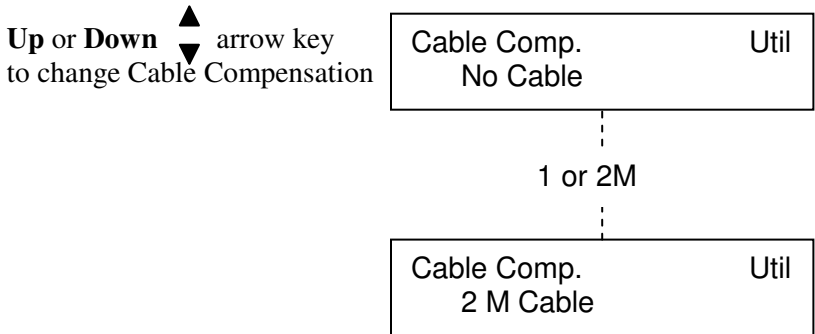 Up or Down arrow key
to change Cable Compensation
Cable Comp. Util
No Cable
1 or 2M
Cable Comp. Util
2 M Cable